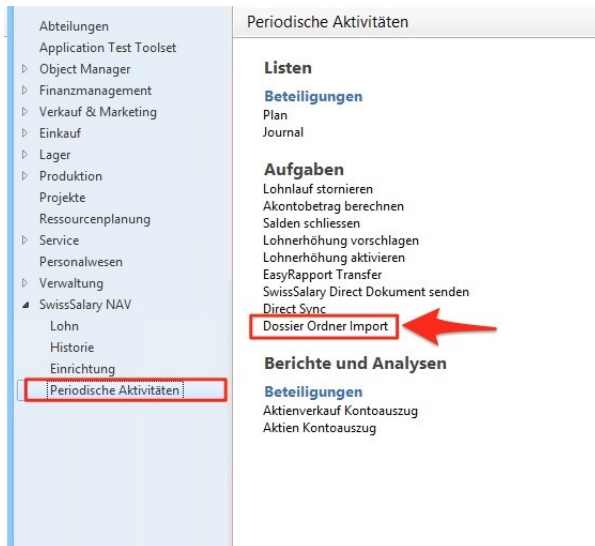 Abteilungen
Application Test Toolset
Object Manager
Finanzmanagement
Verkauf & Marketing
Einkauf
Lager
Produktion
Projekte
Ressourcenplanung
Service
Personalwesen
Verwaltung
SwissSalary NAV
Lohn
Historie
Einrichtung
Periodische Aktivitäten
Periodische Aktivitäten
Listen
Beteiligungen
Plan
Journal
Aufgaben
Lohnlauf stornieren
Akontobetrag berechnen
Salden schliessen
Lohnerhöhung vorschlagen
Lohnerhöhung aktivieren
EasyRapport Transfer
SwissSalary Direct Dokument senden
Direct Sync
Dossier Ordner Import
Berichte und Analysen
Beteiligungen
Aktienverkauf Kontoauszug
Aktien Kontoauszug